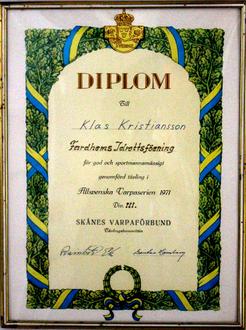 DIPLOM
Till
Klas Kristiansson
Fardhems Idrottsförening
för god och sportmannamässigt
genomförd tävling i
Allsvenska Varpaserien 1971
Div. III.
SKÅNES VARPAFÖRBUND
Tävlingskommittén